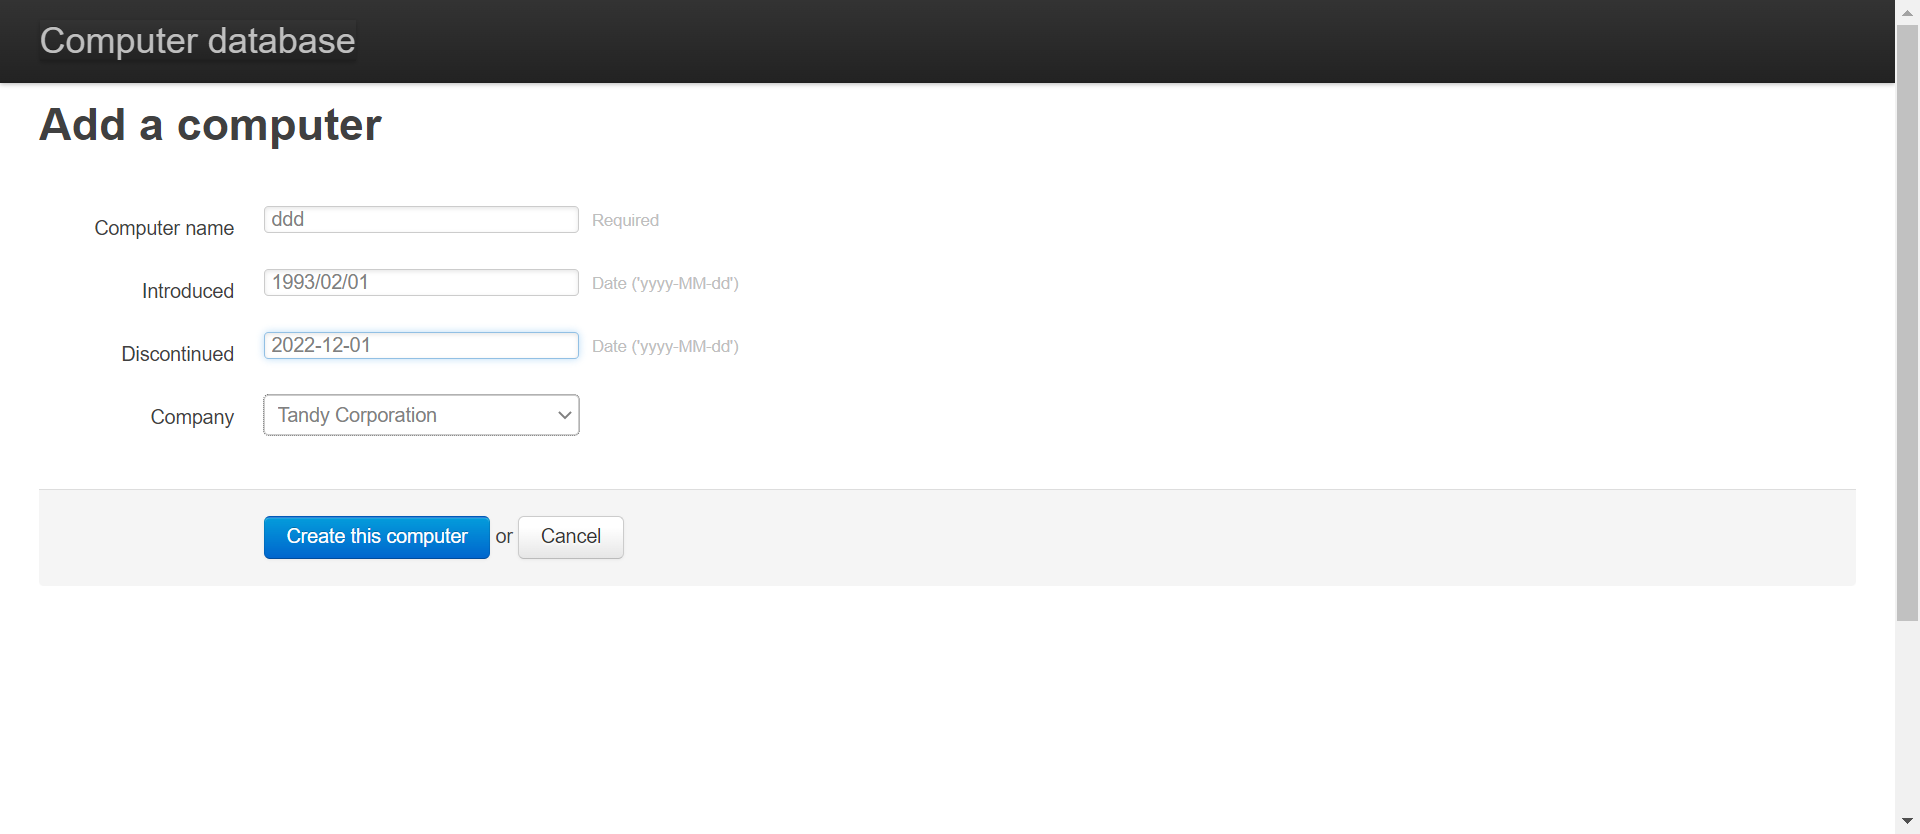 Computer database
Add a computer
Computer name ddd Required
Introduced 1993/02/01 Date ('yyyy-MM-dd')
Discontinued 2022-12-01 Date ('yyyy-MM-dd')
Company Tandy Corporation
Create this computer or Cancel